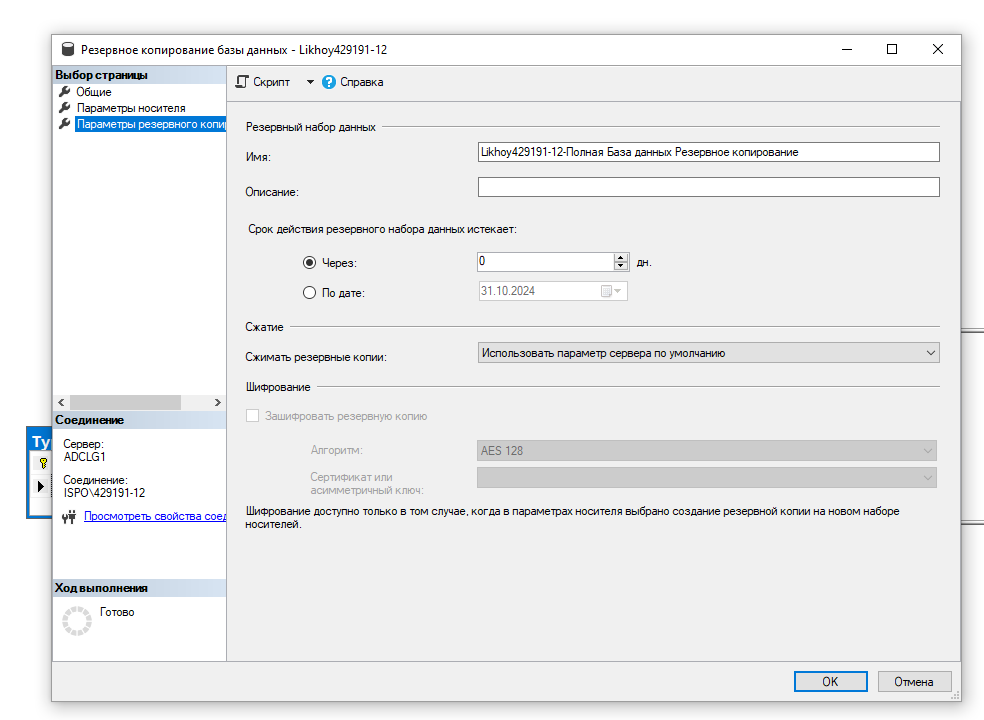 Резервное копирование базы данных - Likhoy429191-12
Выбор страницы
Общие
Параметры носителя
Параметры резервного копи
Скрипт
Справка
Резервный набор данных
Имя:
Likhoy429191-12-Полная База данных Резервное копирование
Описание:
Срок действия резервного набора данных истекает:
Через:
0
дн.
По дате:
31.10.2024
Сжатие
Сжимать резервные копии:
Использовать параметр сервера по умолчанию
Шифрование
Зашифровать резервную копию
Алгоритм:
AES 128
Сертификат или
асимметричный ключ:
Шифрование доступно только в том случае, когда в параметрах носителя выбрано создание резервной копии на новом наборе
носителей.
Соединение
Сервер:
ADCLG1
Соединение:
ISPO\429191-12
Просмотреть свойства соед
Ход выполнения
Готово
OK
Отмена
Ty